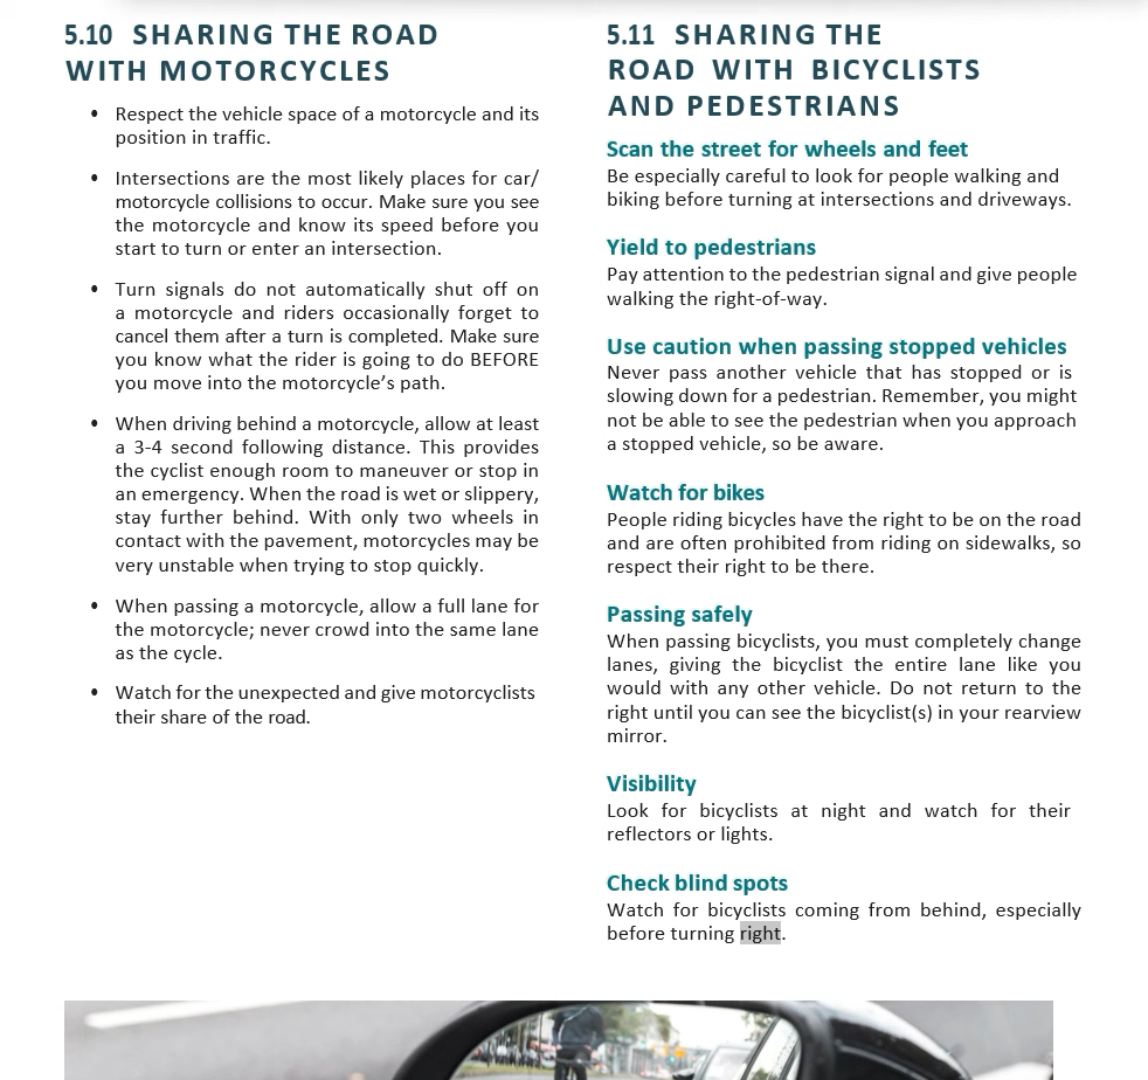 5.10 SHARING THE ROAD
WITH MOTORCYCLES
• Respect the vehicle space of a motorcycle and its
position in traffic.
• Intersections are the most likely places for car/
motorcycle collisions to occur. Make sure you see
the motorcycle and know its speed before you
start to turn or enter an intersection.
• Turn signals do not automatically shut off on
a motorcycle and riders occasionally forget to
cancel them after a turn is completed. Make sure
you know what the rider is going to do BEFORE
you move into the motorcycle's path.
• When driving behind a motorcycle, allow at least
a 3-4 second following distance. This provides
the cyclist enough room to maneuver or stop in
an emergency. When the road is wet or slippery,
stay further behind. With only two wheels in
contact with the pavement, motorcycles may be
very unstable when trying to stop quickly.
• When passing a motorcycle, allow a full lane for
the motorcycle; never crowd into the same lane
as the cycle.
• Watch for the unexpected and give motorcyclists
their share of the road.
5.11 SHARING THE
ROAD WITH BICYCLISTS
AND PEDESTRIANS
Scan the street for wheels and feet
Be especially careful to look for people walking and
biking before turning at intersections and driveways.
Yield to pedestrians
Pay attention to the pedestrian signal and give people
walking the right-of-way.
Use caution when passing stopped vehicles
Never pass another vehicle that has stopped or is
slowing down for a pedestrian. Remember, you might
not be able to see the pedestrian when you approach
a stopped vehicle, so be aware.
Watch for bikes
People riding bicycles have the right to be on the road
and are often prohibited from riding on sidewalks, so
respect their right to be there.
Passing safely
When passing bicyclists, you must completely change
lanes, giving the bicyclist the entire lane like you
would with any other vehicle. Do not return to the
right until you can see the bicyclist(s) in your rearview
mirror.
Visibility
Look for bicyclists at night and watch for their
reflectors or lights.
Check blind spots
Watch for bicyclists coming from behind, especially
before turning right.